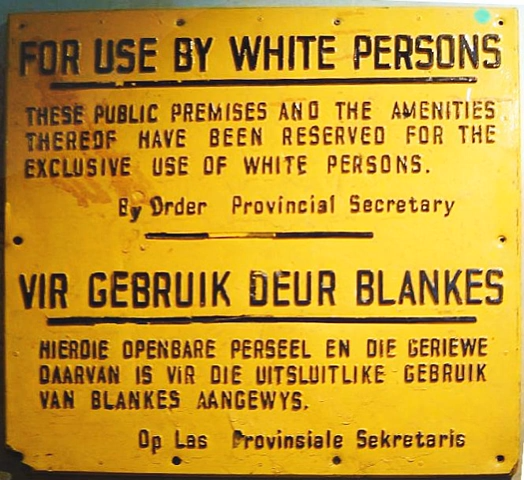 FOR USE BY WHITE PERSONS
THESE PUBLIC PREMISES AND THE AMENITIES
THEREOF HAVE BEEN RESERVED FOR THE
EXCLUSIVE USE OF WHITE PERSONS.
By Order Provincial Secretary
VIR GEBRUIK DEUR BLANKES
HIERDIE OPENBARE PERSEEL EN DIE GERIEWE
DAARVAN IS VIR DIE UITSLUITLIKE GEBRUIK
VAN BLANKES AANGEWYS.
Op Las Provinsiale Sekretaris